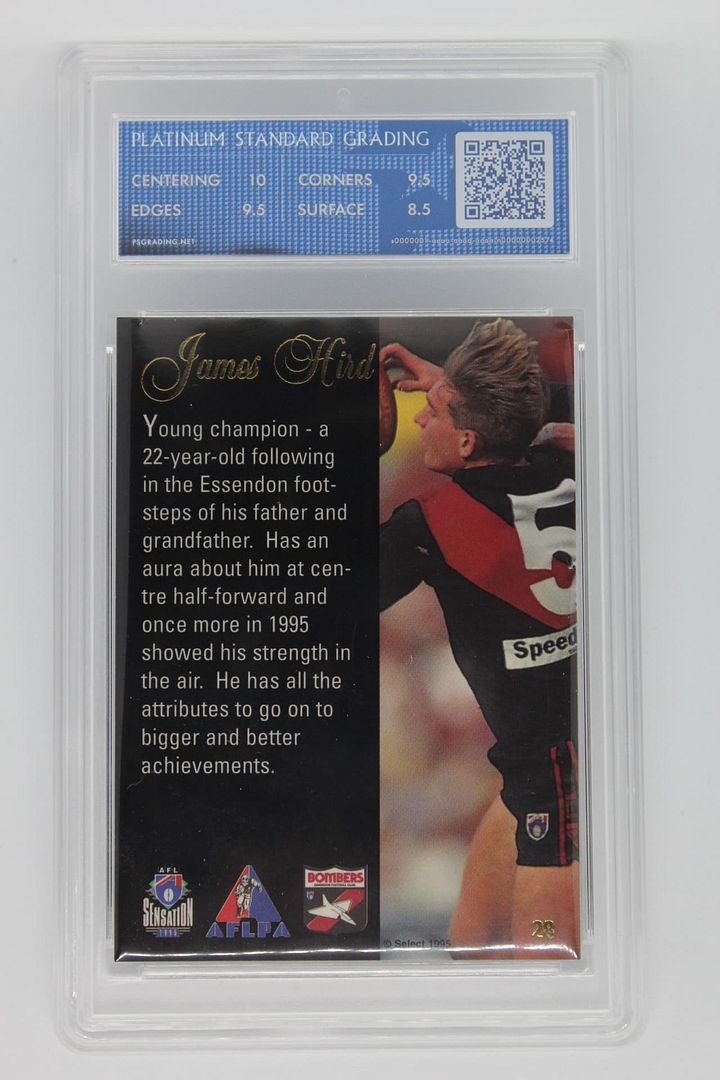 PLATINUM STANDARD GRADING
CENTERING 10 CORNERS 9.5
EDGES 9.5 SURFACE 8.5
PSGRADING.NET
James Hird
Young champion - a
22-year-old following
in the Essendon foot-
steps of his father and
grandfather. Has an
aura about him at cen-
tre half-forward and
once more in 1995
showed his strength in
the air. He has all the
attributes to go on to
bigger and better
achievements.
5
Speed
AFL
SENSATION
1995
AFLPA
BOMBERS
ESSENDON FOOTBALL CLUB
© Select 1995
28